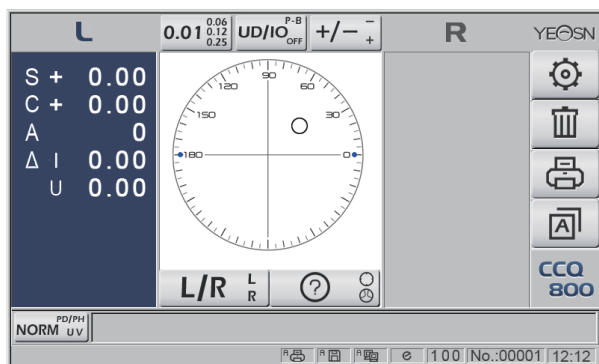 L
0.01 0.06
0.12
0.25
UD/IO P-B
OFF
+/- -
+
R
YEOSN
S + 0.00
C + 0.00
A 0
Δ I 0.00
U 0.00
120
90
60
150
30
180
0
A
L/R L
R
?
CCQ
800
NORM PD/PH
UV
A
A
A
e
100
No.:00001
12:12